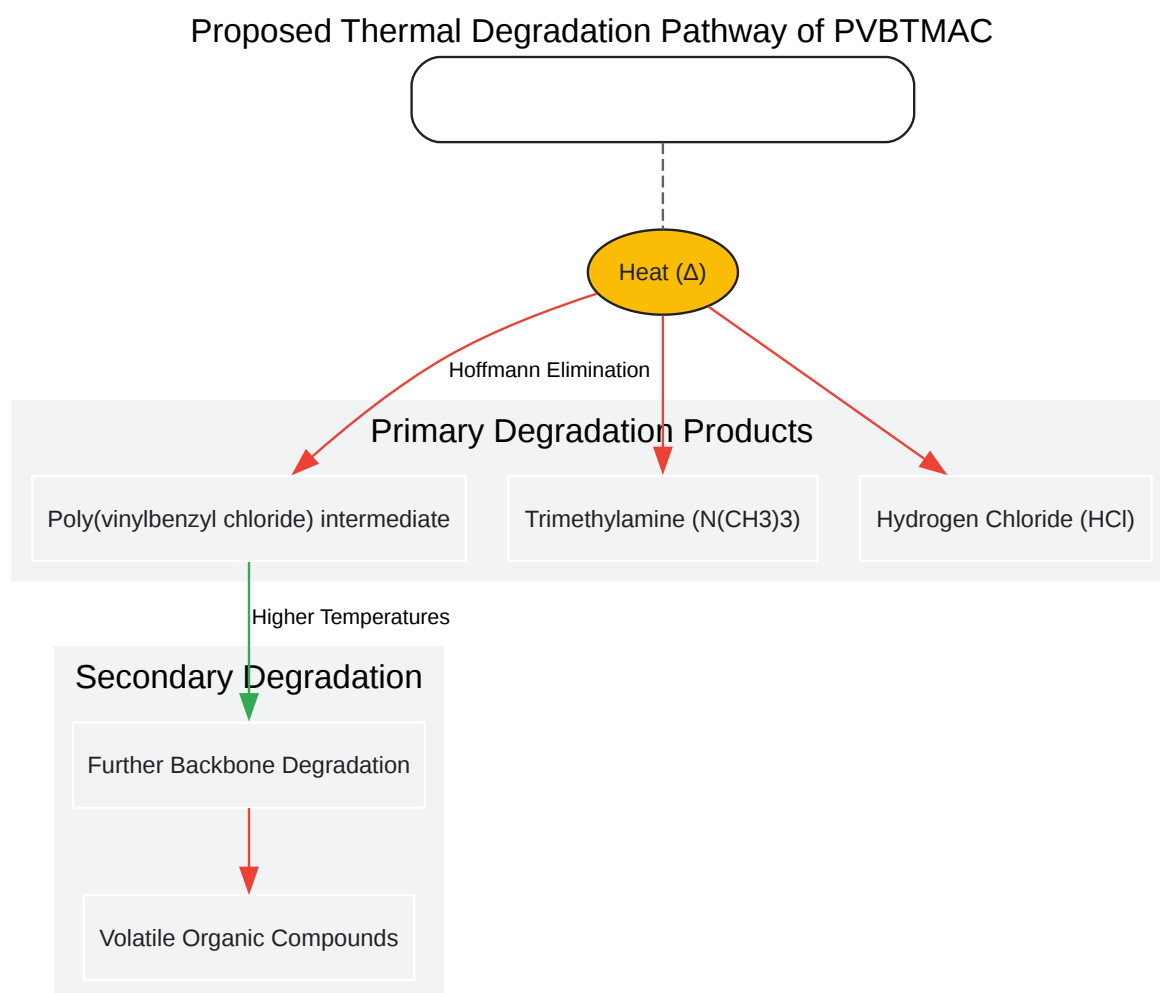 Proposed Thermal Degradation Pathway of PVBTMAC
Heat (Δ)
Hoffmann Elimination
Primary Degradation Products
Poly(vinylbenzyl chloride) intermediate
Trimethylamine (N(CH3)3)
Hydrogen Chloride (HCl)
Higher Temperatures
Secondary Degradation
Further Backbone Degradation
Volatile Organic Compounds